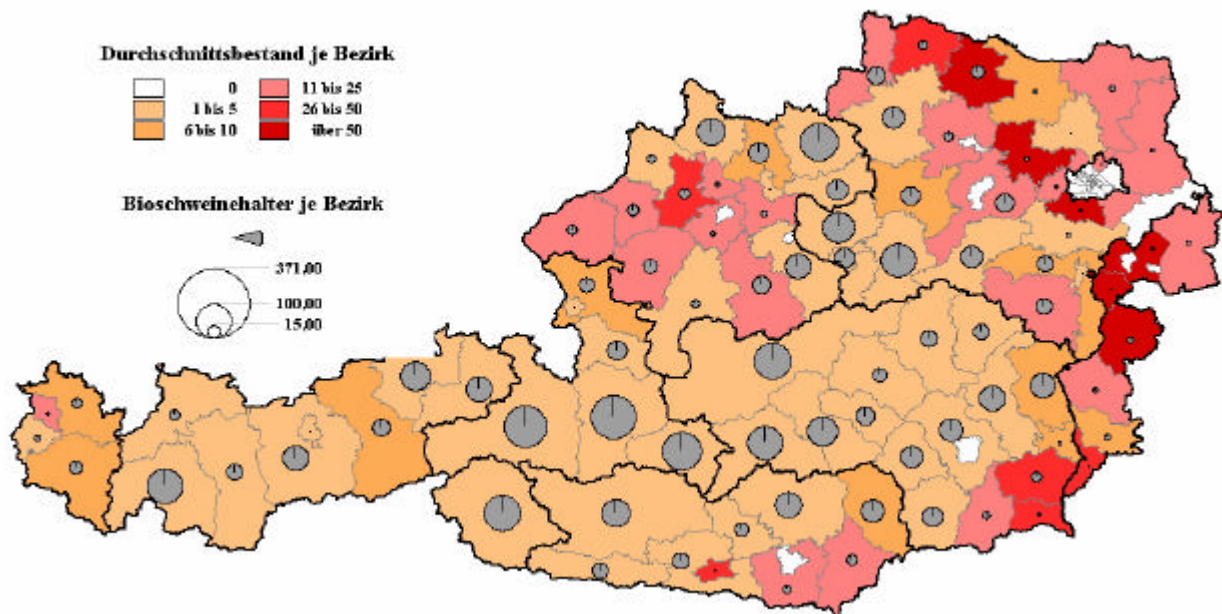 Durchschnittsbestand je Bezirk
0 11 bis 25
1 bis 5 26 bis 50
6 bis 10 über 50
Bioschweinehalter je Bezirk
371,00
100,00
15,00